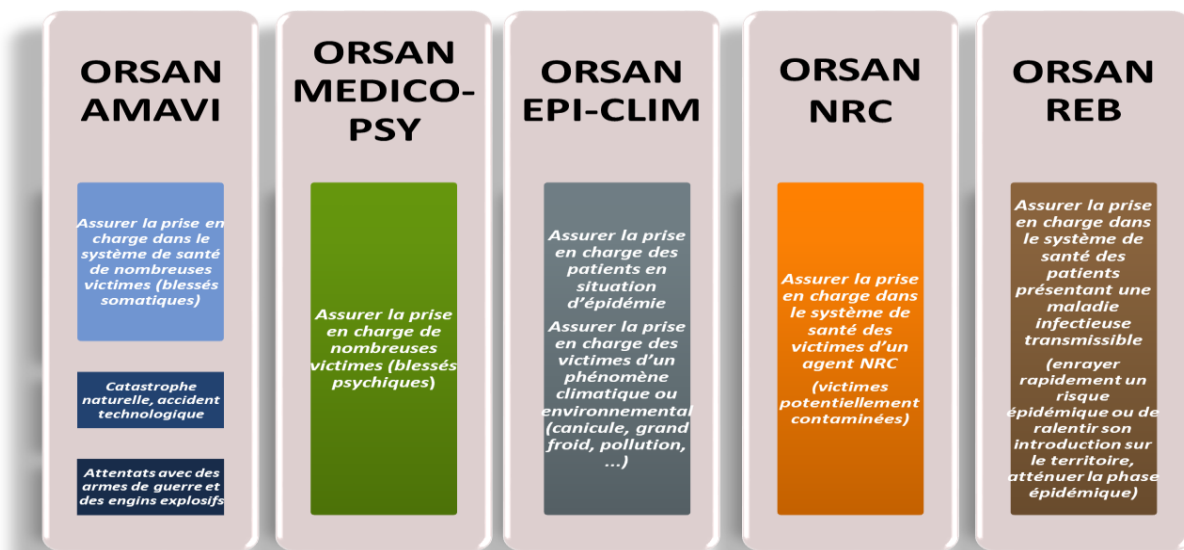 ORSAN
AMAVI
Assurer la prise en
charge dans le
système de santé
de nombreuses
victimes (blessés
somatiques)
Catastrophe
naturelle, accident
technologique
Attentats avec des
armes de guerre et
des engins explosifs
ORSAN
MEDICO-
PSY
Assurer la prise
en charge de
nombreuses
victimes (blessés
psychiques)
ORSAN
EPI-CLIM
Assurer la prise
en charge des
patients en
situation
d'épidémie
Assurer la prise
en charge des
victimes d'un
phénomène
climatique ou
environnemental
(canicule, grand
froid, pollution,
...)
ORSAN
NRC
Assurer la prise
en charge dans
le système de
santé des
victimes d'un
agent NRC
(victimes
potentiellement
contaminées)
ORSAN
REB
Assurer la prise
en charge dans
le système de
santé des
patients
présentant une
maladie
infectieuse
transmissible
(enrayer
rapidement un
risque
épidémique ou de
ralentir son
introduction sur
le territoire,
atténuer la phase
épidémique)